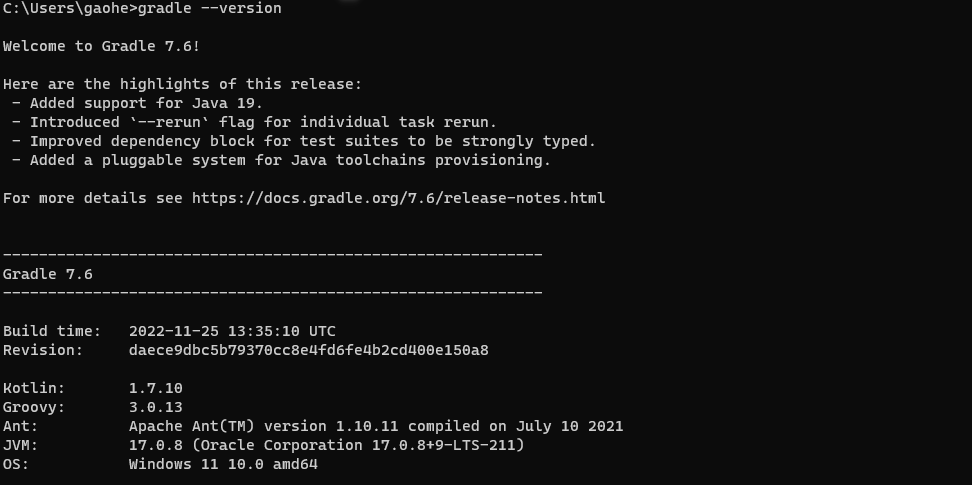 C:\Users\gaohe>gradle --version
Welcome to Gradle 7.6!
Here are the highlights of this release:
 - Added support for Java 19.
 - Introduced `--rerun` flag for individual task rerun.
 - Improved dependency block for test suites to be strongly typed.
 - Added a pluggable system for Java toolchains provisioning.
For more details see https://docs.gradle.org/7.6/release-notes.html
------------------------------------------------------------
Gradle 7.6
------------------------------------------------------------
Build time:   2022-11-25 13:35:10 UTC
Revision:     daece9dbc5b79370cc8e4fd6fe4b2cd400e150a8
Kotlin:       1.7.10
Groovy:       3.0.13
Ant:          Apache Ant(TM) version 1.10.11 compiled on July 10 2021
JVM:          17.0.8 (Oracle Corporation 17.0.8+9-LTS-211)
OS:           Windows 11 10.0 amd64